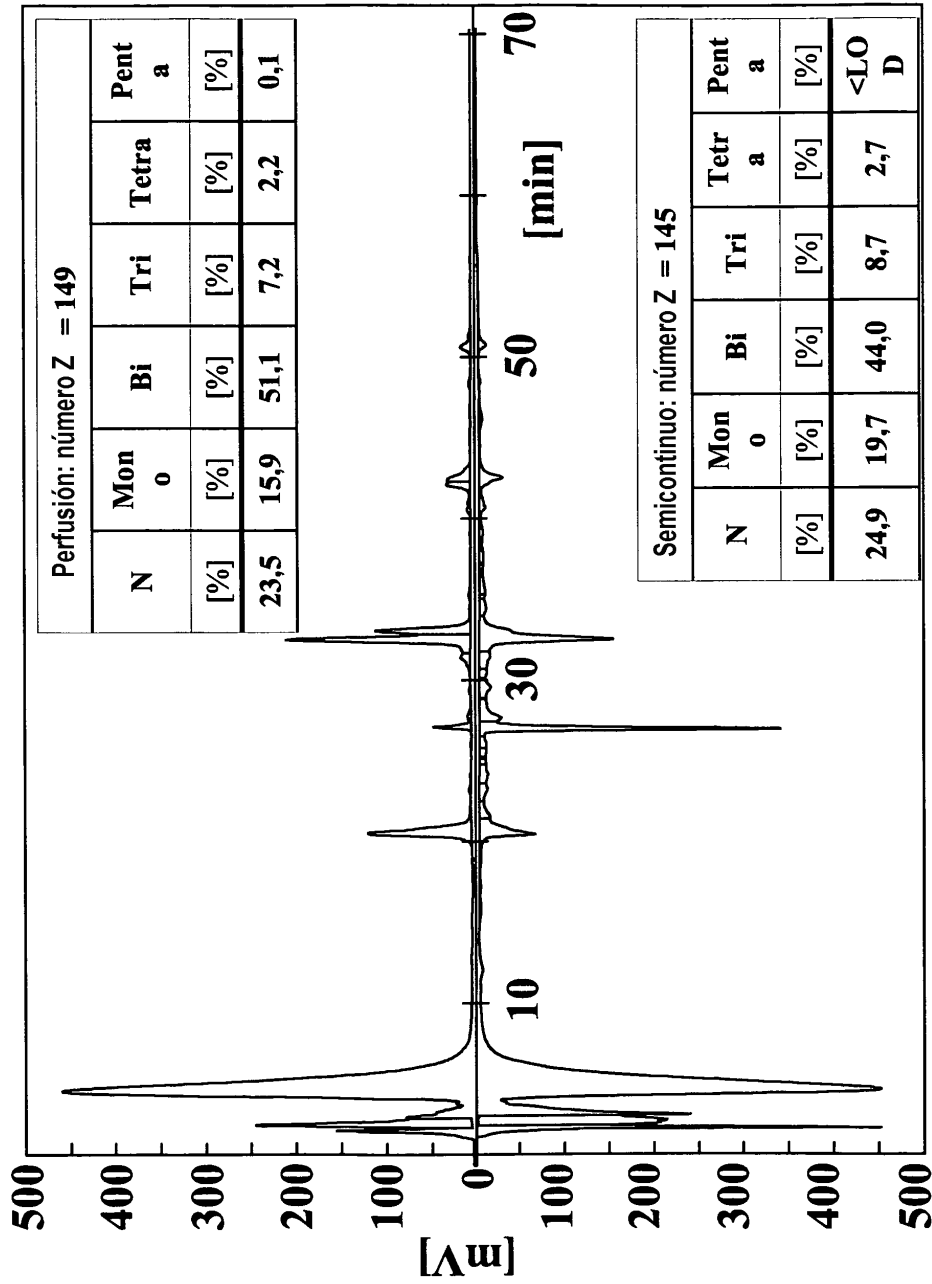 Perfusión: número Z = 149
N Mon
o Bi Tri Tetra Pent
a
[%] [%] [%] [%] [%] [%]
23,5 15,9 51,1 7,2 2,2 0,1
500
400
300
200
100
0
100
200
300
400
500
[mV]
10 30 50 70
[min]
Semicontinuo: número Z = 145
N Mon
o Bi Tri Tetr
a Pent
a
[%] [%] [%] [%] [%] [%]
24,9 19,7 44,0 8,7 2,7 <LO
D